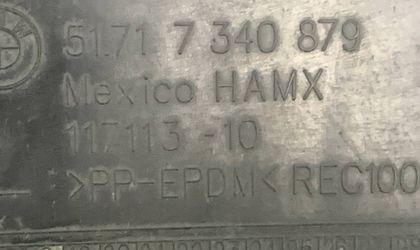 51.71 7 340 879
Mexico HAMX
117113-10
>PP-EPDM< REC100